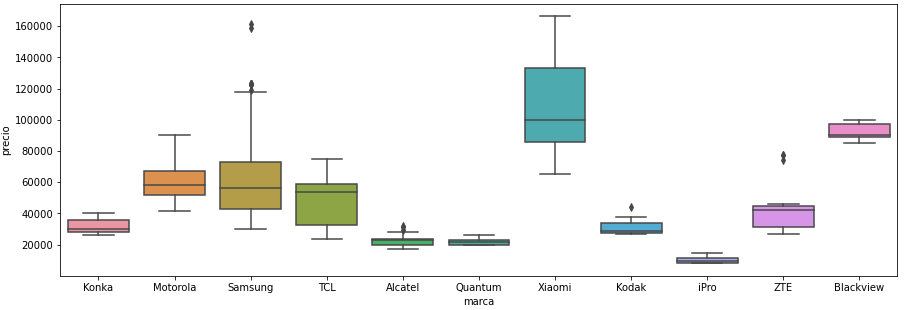 160000
140000
120000
100000
80000
60000
40000
20000
precio
Konka Motorola Samsung TCL Alcatel Quantum Xiaomi Kodak iPro ZTE Blackview
marca